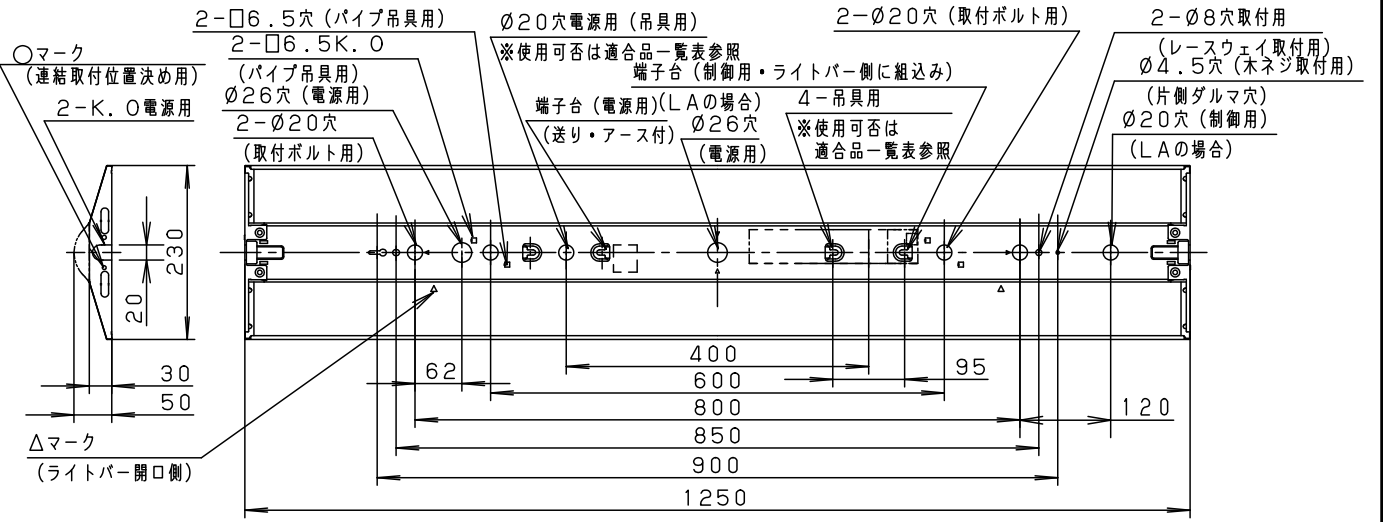 2-□6.5穴 (パイプ吊具用)
2-□6.5K.O
(パイプ吊具用)
○マーク
(連結取付位置決め用)
2-K.O電源用
Ø26穴 (電源用)
2-Ø20穴
(取付ボルト用)
Ø20穴電源用 (吊具用)
※使用可否は適合品一覧表参照
端子台 (制御用・ライトバー側に組込み)
(LAの場合)
端子台 (電源用)
(送り・アース付)
Ø26穴
(電源用)
4-吊具用
※使用可否は
適合品一覧表参照
2-Ø20穴 (取付ボルト用)
2-Ø8穴取付用
(レースウェイ取付用)
Ø4.5穴 (木ネジ取付用)
(片側ダルマ穴)
Ø20穴 (制御用)
(LAの場合)
230
20
30
50
△マーク
(ライトバー開口側)
400
62
95
600
800
120
850
900
1250